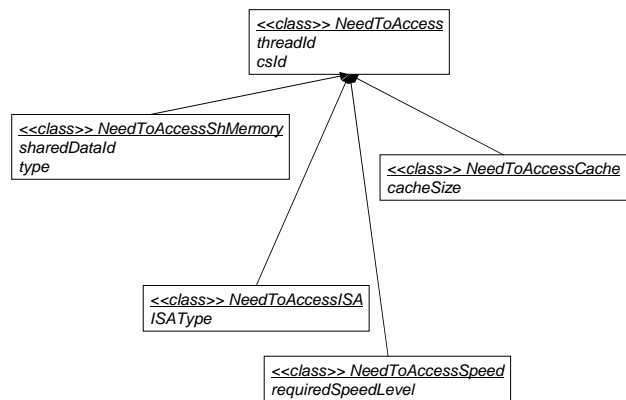 <<class>> NeedToAccess
threadId
csId
<<class>> NeedToAccessShMemory
sharedDataId
type
<<class>> NeedToAccessCache
cacheSize
<<class>> NeedToAccessISA
ISAType
<<class>> NeedToAccessSpeed
requiredSpeedLevel